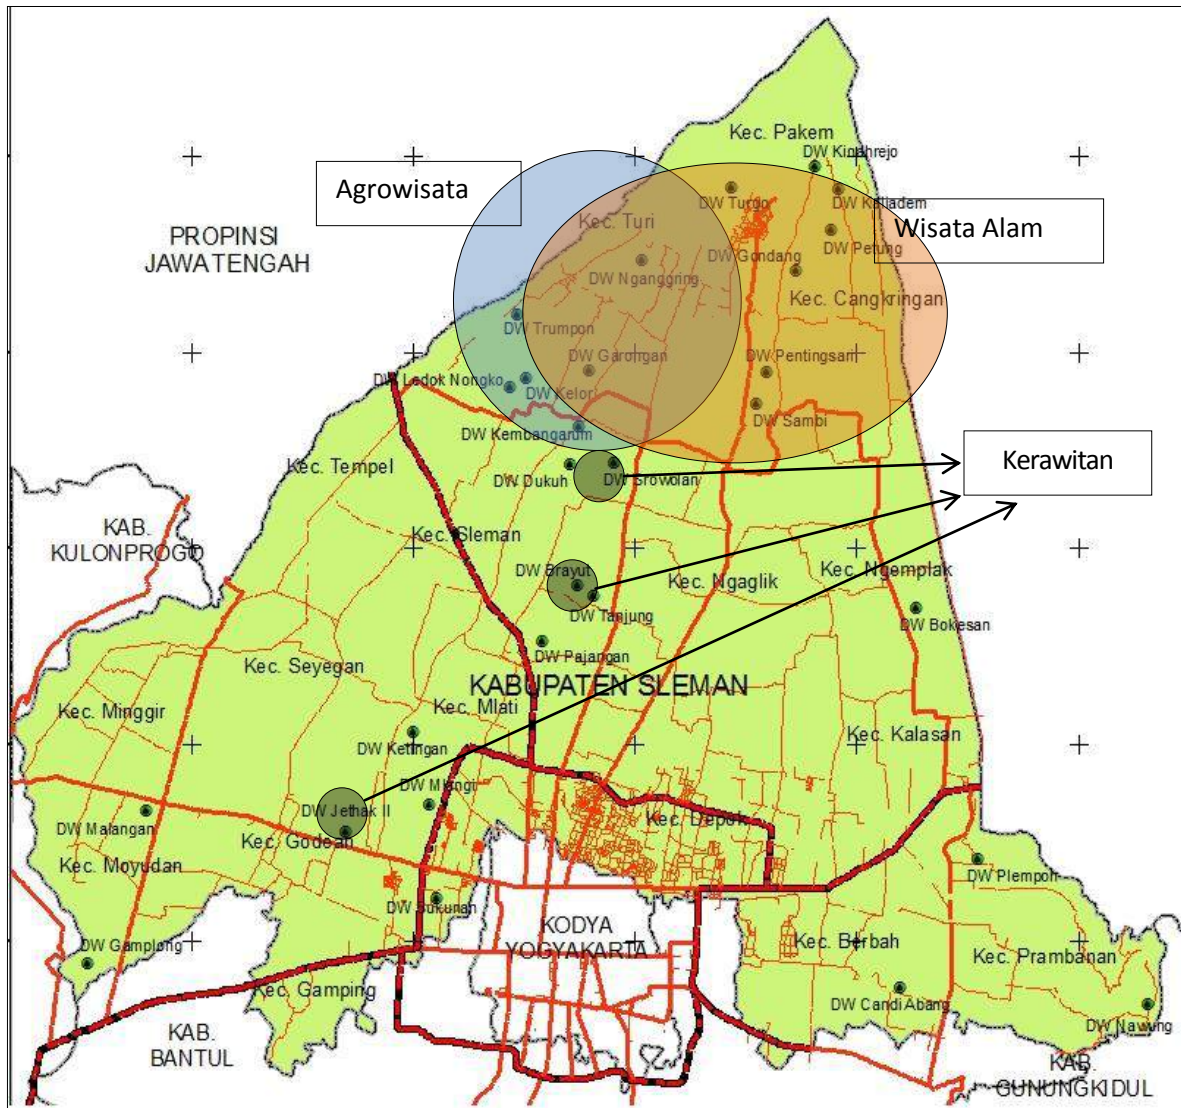 Kec. Pakem
DW Kinahrejo
Agrowisata
DW Turgo
DW Kaliadem
Kec. Turi
Wisata Alam
PROPINSI
JAWA TENGAH
DW Petung
DW Gondang
DW Nganggring
Kec. Cangkringan
DW Trumpon
DW Garongan
DW Pentingsari
DW Ledok Nongko
DW Kelor
DW Sambi
DW Kembangarum
Kec. Tempel
Kerawitan
DW Dukuh
DW Srowolan
KAB.
KULONPROGO
Kec. Sleman
DW Brayut
Kec. Ngaglik
Kec. Ngemplak
DW Tanjung
DW Bokesan
DW Pajangan
Kec. Seyegan
KABUPATEN SLEMAN
Kec. Minggir
Kec. Mlati
Kec. Kalasan
DW Ketingan
DW Mlangi
DW Jethak II
DW Malangan
Kec. Depok
Kec. Godean
Kec. Moyudan
DW Plempoh
DW Sukunan
KODYA
YOGYAKARTA
DW Gamplong
Kec. Berbah
Kec. Prambanan
Kec. Gamping
DW Candi Abang
DW Nawung
KAB.
BANTUL
KAB.
GUNUNGKIDUL